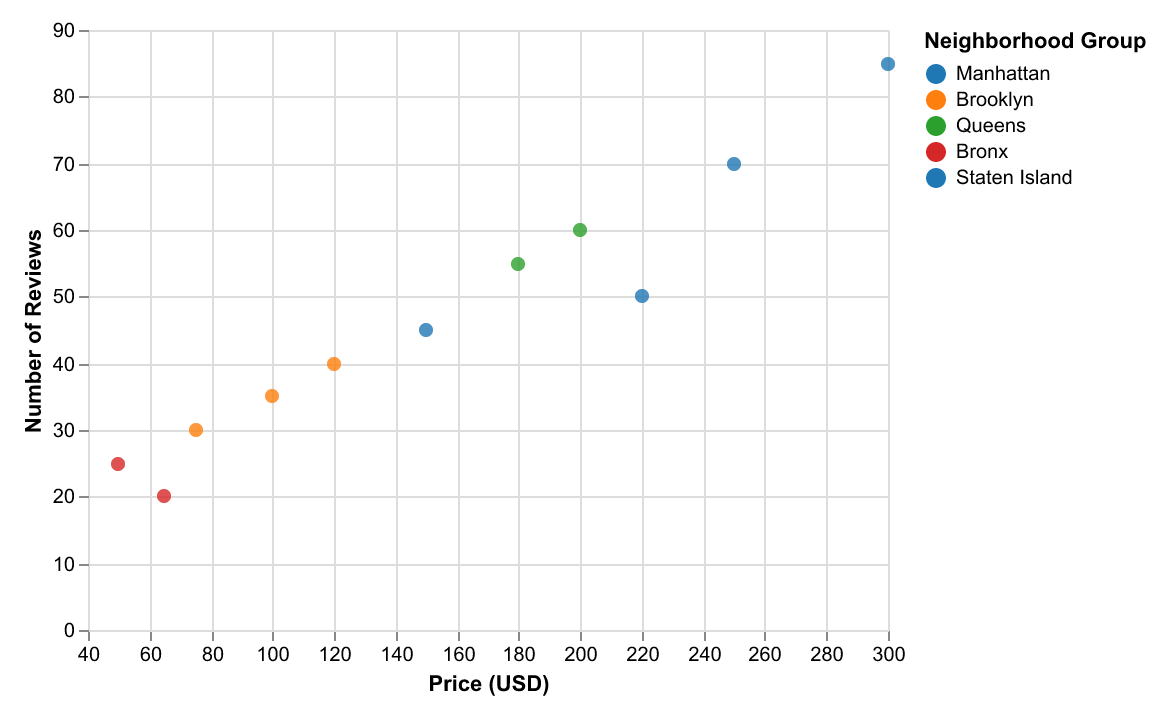 90
80
70
60
50
40
30
20
10
0
Number of Reviews
40 60 80 100 120 140 160 180 200 220 240 260 280 300
Price (USD)
Neighborhood Group
Manhattan
Brooklyn
Queens
Bronx
Staten Island